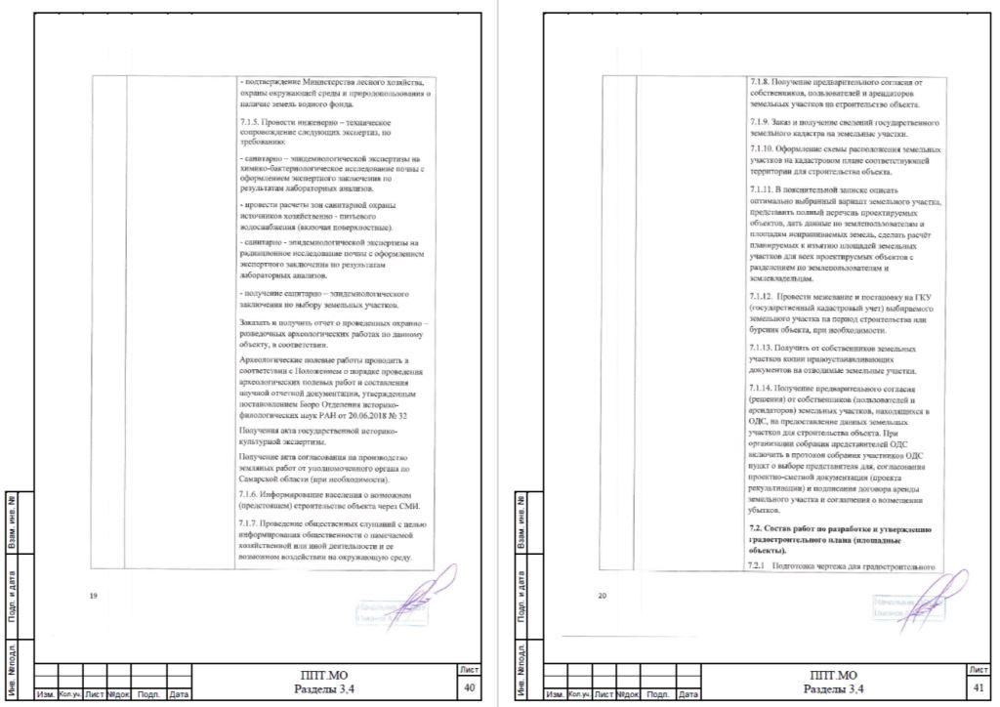 - подтверждение Министерства лесного хозяйства,
охраны окружающей среды и природопользования о
наличие земель водного фонда.
7.1.5. Провести инженерно – техническое
сопровождение следующих экспертиз, по
требованию:
- санитарно – эпидемиологической экспертизы на
химико-бактериологическое исследование почвы с
оформлением экспертного заключения по
результатам лабораторных анализов.
- провести расчеты зон санитарной охраны
источников хозяйственно - питьевого
водоснабжения (включая поверхностные).
- санитарно - эпидемиологической экспертизы на
радиационное исследование почвы с оформлением
экспертного заключения по результатам
лабораторных анализов.
- получение санитарно – эпидемиологического
заключения по выбору земельных участков.
Заказать и получить отчет о проведенных охранно –
разведочных археологических работах по данному
объекту, в соответствии.
Археологические полевые работы проводить в
соответствии с Положением о порядке проведения
археологических полевых работ и составления
научной отчетной документации, утвержденным
постановлением Бюро Отделения историко-
филологических наук РАН от 20.06.2018 № 32
Получения акта государственной историко-
культурной экспертизы.
Получение акта согласования на производство
земляных работ от уполномоченного органа по
Самарской области (при необходимости).
7.1.6. Информирование населения о возможном
(предстоящем) строительстве объекта через СМИ.
7.1.7. Проведение общественных слушаний с целью
информирования общественности о намечаемой
хозяйственной или иной деятельности и ее
возможном воздействии на окружающую среду.
19
Взам. инв. №
Подп. и дата
Инв. №подл.
Изм. Кол.уч. Лист №док. Подп. Дата
ППТ.МО
Разделы 3,4
Лист
40
7.1.8. Получение предварительного согласия от
собственников, пользователей и арендаторов
земельных участков на строительство объекта.
7.1.9. Заказ и получение сведений государственного
земельного кадастра на земельные участки.
7.1.10. Оформление схемы расположения земельных
участков на кадастровом плане соответствующей
территории для строительства объекта.
7.1.11. В пояснительной записке описать
оптимально выбранный вариант земельного участка,
представить полный перечень проектируемых
объектов, дать данные по землепользователям и
площадям испрашиваемых земель, сделать расчёт
планируемых к изъятию площадей земельных
участков для всех проектируемых объектов с
разделением по землепользователям и
землевладельцам.
7.1.12. Провести межевание и постановку на ГКУ
(государственный кадастровый учет) выбираемого
земельного участка на период строительства или
бурения объекта, при необходимости.
7.1.13. Получить от собственников земельных
участков копии правоустанавливающих
документов на отводимые земельные участки.
7.1.14. Получение предварительного согласия
(решения) от собственников (пользователей и
арендаторов) земельных участков, находящихся в
ОДС, на предоставление данных земельных
участков для строительства объекта. При
организации собрания представителей ОДС
включить в протокол собрания участников ОДС
пункт о выборе представителя для, согласования
проектно-сметной документации (проекта
рекультивации) и подписания договора аренды
земельного участка и соглашения о возмещении
убытков.
7.2. Состав работ по разработке и утверждению
градостроительного плана (площадные
объекты).
7.2.1 Подготовка чертежа для градостроительного
20
Взам. инв. №
Подп. и дата
Инв. №подл.
Изм. Кол.уч. Лист №док. Подп. Дата
ППТ.МО
Разделы 3,4
Лист
41